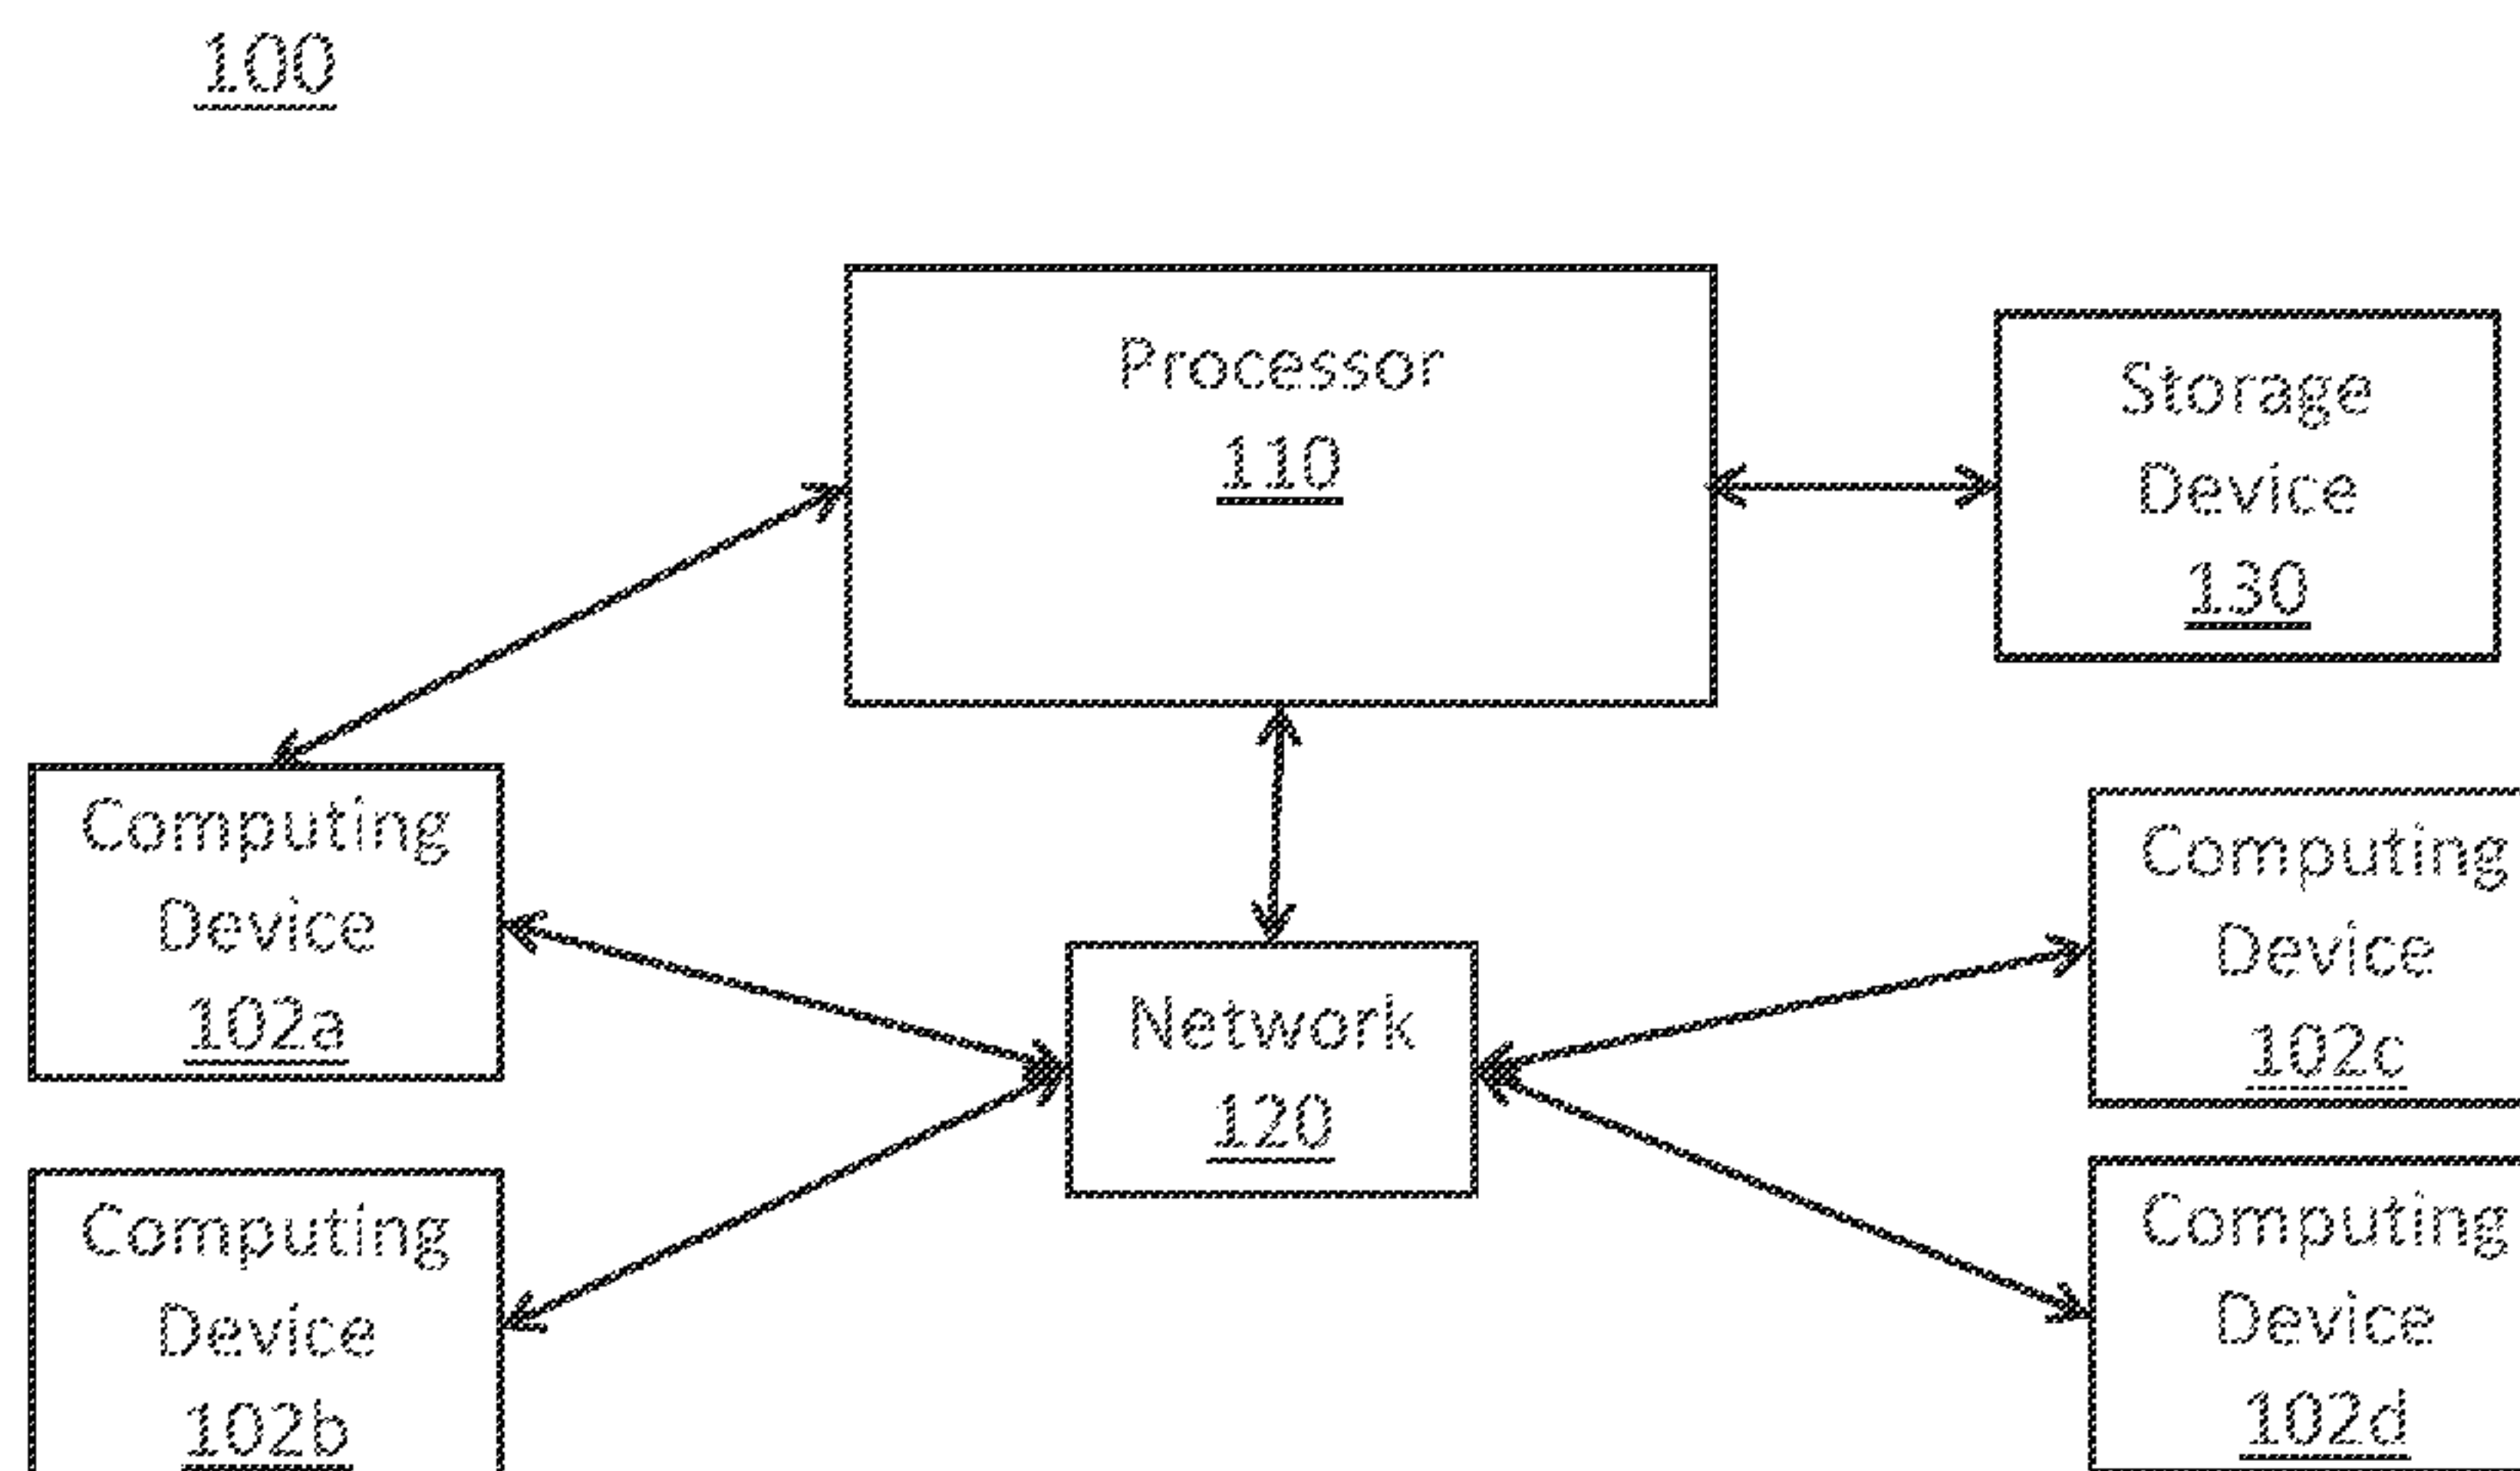 100
Processor
110
Storage
Device
130
Computing
Device
102a
Computing
Device
102c
Network
120
Computing
Device
102b
Computing
Device
102d